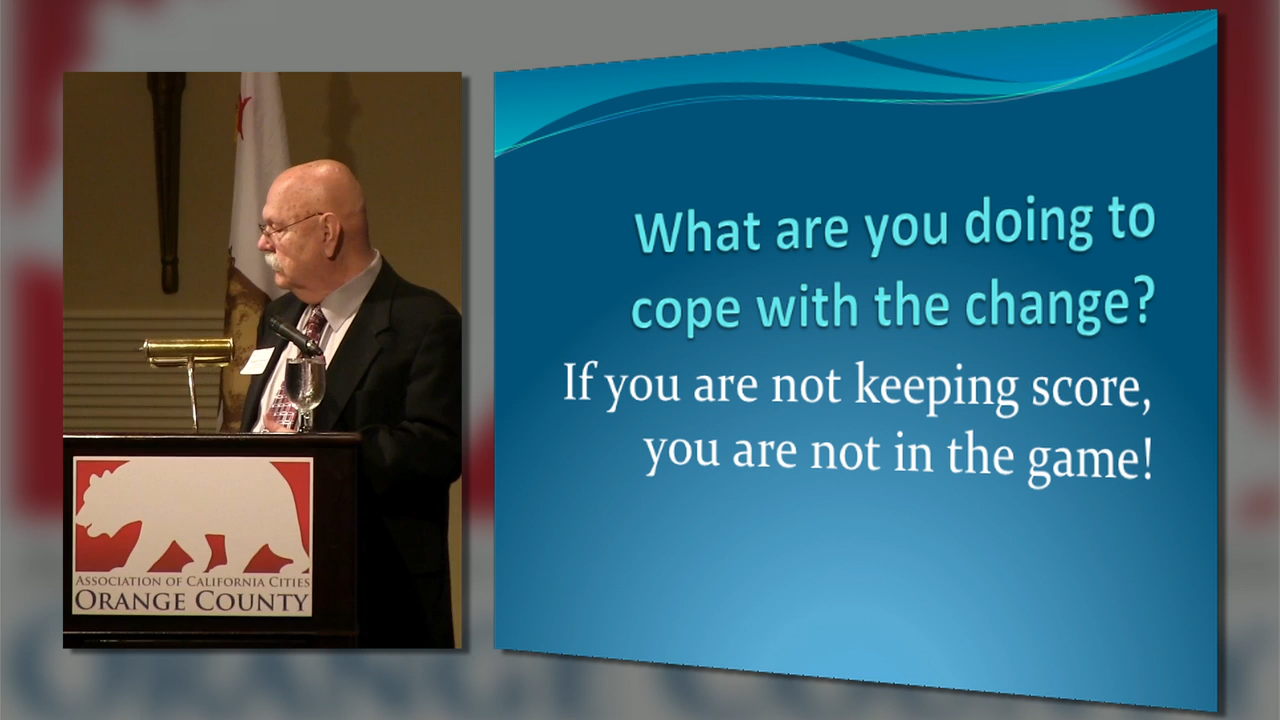 What are you doing to
cope with the change?
If you are not keeping score,
you are not in the game!
ASSOCIATION OF CALIFORNIA CITIES
ORANGE COUNTY